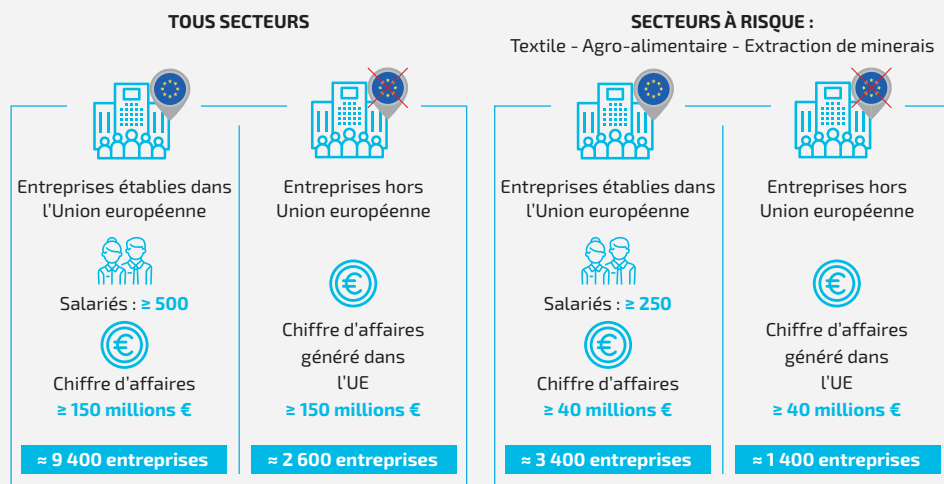 TOUS SECTEURS
Entreprises établies dans
l'Union européenne
Salariés : ≥ 500
Chiffre d'affaires
≥ 150 millions €
≈ 9 400 entreprises
Entreprises hors
Union européenne
Chiffre d'affaires
généré dans
l'UE
≥ 150 millions €
≈ 2 600 entreprises
SECTEURS À RISQUE :
Textile - Agro-alimentaire - Extraction de minerais
Entreprises établies dans
l'Union européenne
Salariés : ≥ 250
Chiffre d'affaires
≥ 40 millions €
≈ 3 400 entreprises
Entreprises hors
Union européenne
Chiffre d'affaires
généré dans
l'UE
≥ 40 millions €
≈ 1 400 entreprises